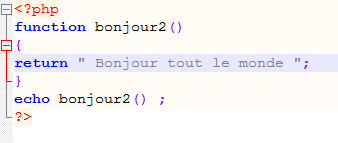 <?php
function bonjour2()
{
return " Bonjour tout le monde ";
}
echo bonjour2() ;
?>